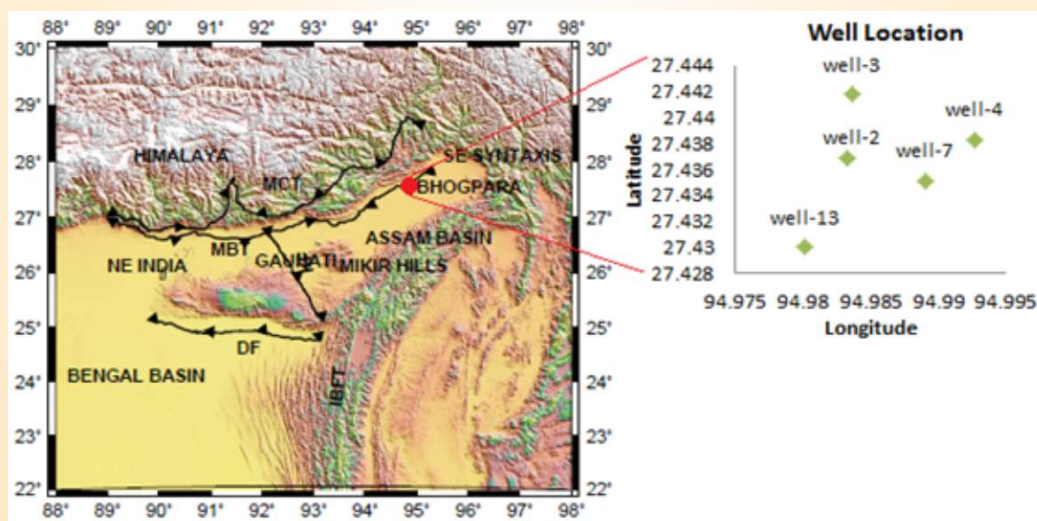 88° 89° 90° 91° 92° 93° 94° 95° 96° 97° 98°
30° 30°
29° 29°
28° 28°
27° 27°
26° 26°
25° 25°
24° 24°
23° 23°
22° 22°
88° 89° 90° 91° 92° 93° 94° 95° 96° 97° 98°
HIMALAYA
SE SYNTAXIS
MCT
BHOGPARA
MBT
ASSAM BASIN
GAUHATI
NE INDIA
MIKIR HILLS
DF
BENGAL BASIN
IBFT
Well Location
Latitude
27.444
27.442
27.44
27.438
27.436
27.434
27.432
27.43
27.428
well-3
well-4
well-2
well-7
well-13
94.975 94.98 94.985 94.99 94.995
Longitude